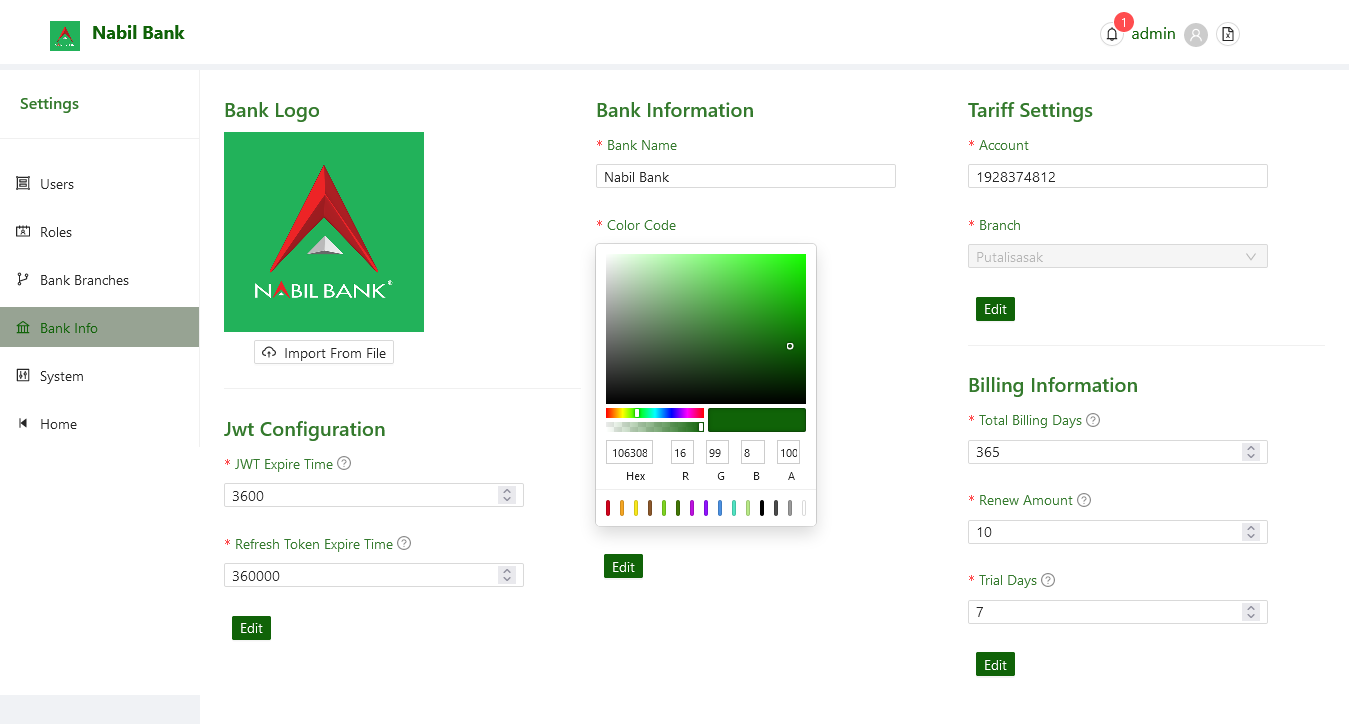 Nabil Bank
1
admin
Settings
Users
Roles
Bank Branches
Bank Info
System
Home
Bank Logo
NABIL BANK®
Import From File
Jwt Configuration
* JWT Expire Time
3600
* Refresh Token Expire Time
360000
Edit
Bank Information
* Bank Name
Nabil Bank
* Color Code
106308 16 99 8 100
Hex R G B A
Edit
Tariff Settings
* Account
1928374812
* Branch
Putalisasak
Edit
Billing Information
* Total Billing Days
365
* Renew Amount
10
* Trial Days
7
Edit